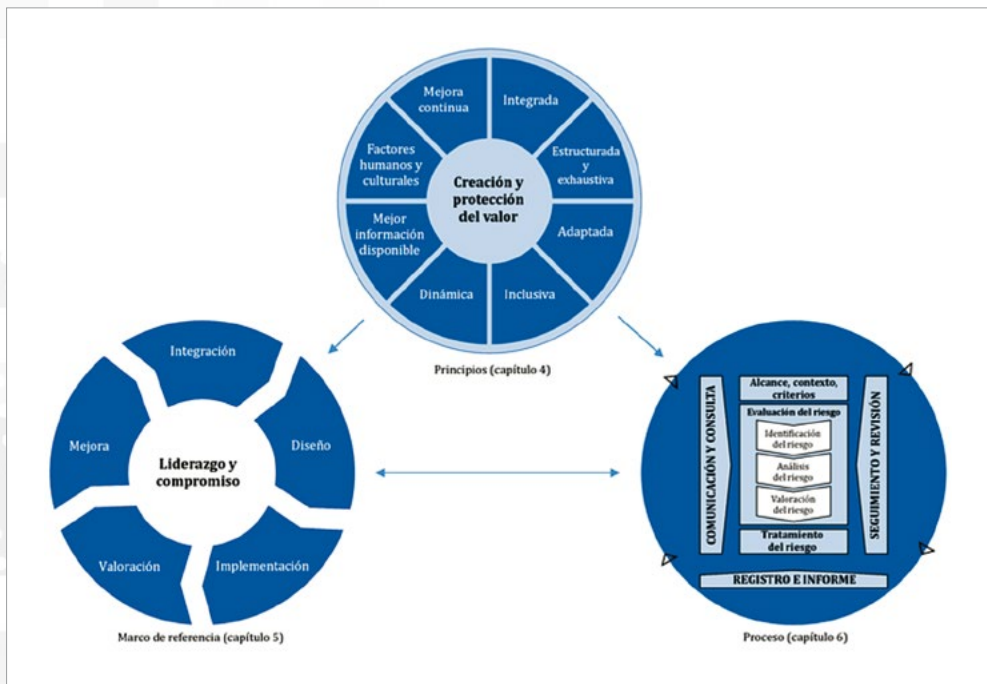 Mejora
continua
Integrada
Estructurada
y
exhaustiva
Adaptada
Inclusiva
Dinámica
Mejor
información
disponible
Factores
humanos y
culturales
Creación y
protección
del valor
Principios (capítulo 4)
Integración
Diseño
Implementación
Valoración
Mejora
Liderazgo y
compromiso
Marco de referencia (capítulo 5)
COMUNICACIÓN Y CONSULTA
Alcance, contexto,
criterios
Evaluación del riesgo
Identificación
del riesgo
Análisis
del riesgo
Valoración
del riesgo
Tratamiento
del riesgo
SEGUIMIENTO Y REVISIÓN
REGISTRO E INFORME
Proceso (capítulo 6)